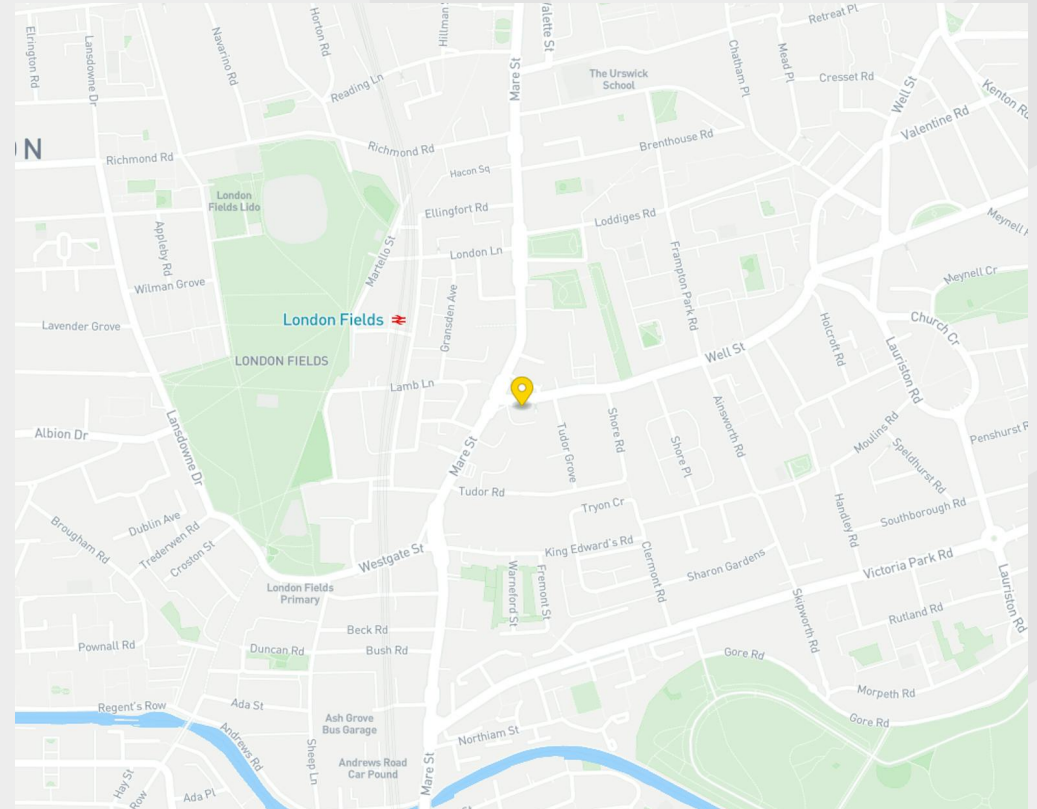 Retreat Pl
Elrington Rd
Lansdowne Dr
Navarino Rd
Horton Rd
Hillman
Valette St
Mare St
Reading Ln
The Urswick
School
Chatham Pl
Mead Pl
Cresset Rd
Well St
Kenton Rd
Valentine Rd
N
Richmond Rd
Richmond Rd
Brenthouse Rd
Hacon Sq
London
Fields Lido
Ellingfort Rd
Loddiges Rd
Meynell
Appleby Rd
Martello St
London Ln
Frampton Park Rd
Meynell Cr
Wilman Grove
Gransden Ave
Lavender Grove
London Fields
Holcroft Rd
Church Cr
LONDON FIELDS
Well St
Lauriston Rd
Lamb Ln
Lansdowne Dr
Albion Dr
Mare St
Tudor Grove
Shore Rd
Shore Pl
Ainsworth Rd
Moulins Rd
Speldhurst Rd
Penshurst R
Tudor Rd
Tryon Cr
Handley Rd
Southborough Rd
Brougham Rd
Dublin Ave
Trederwen Rd
Croston St
Westgate St
King Edward's Rd
Clermont Rd
Sharon Gardens
Victoria Park Rd
London Fields
Primary
Warneford St
Fremont St
Skipworth Rd
Lauriston Rd
Rutland Rd
Beck Rd
Pownall Rd
Duncan Rd
Bush Rd
Gore Rd
Morpeth Rd
Regent's Row
Ada St
Gore Rd
Ash Grove
Bus Garage
Andrews Rd
Sheep Ln
Northiam St
Andrews Road
Car Pound
Mare St
Hay St
Row
Ada Pl
St